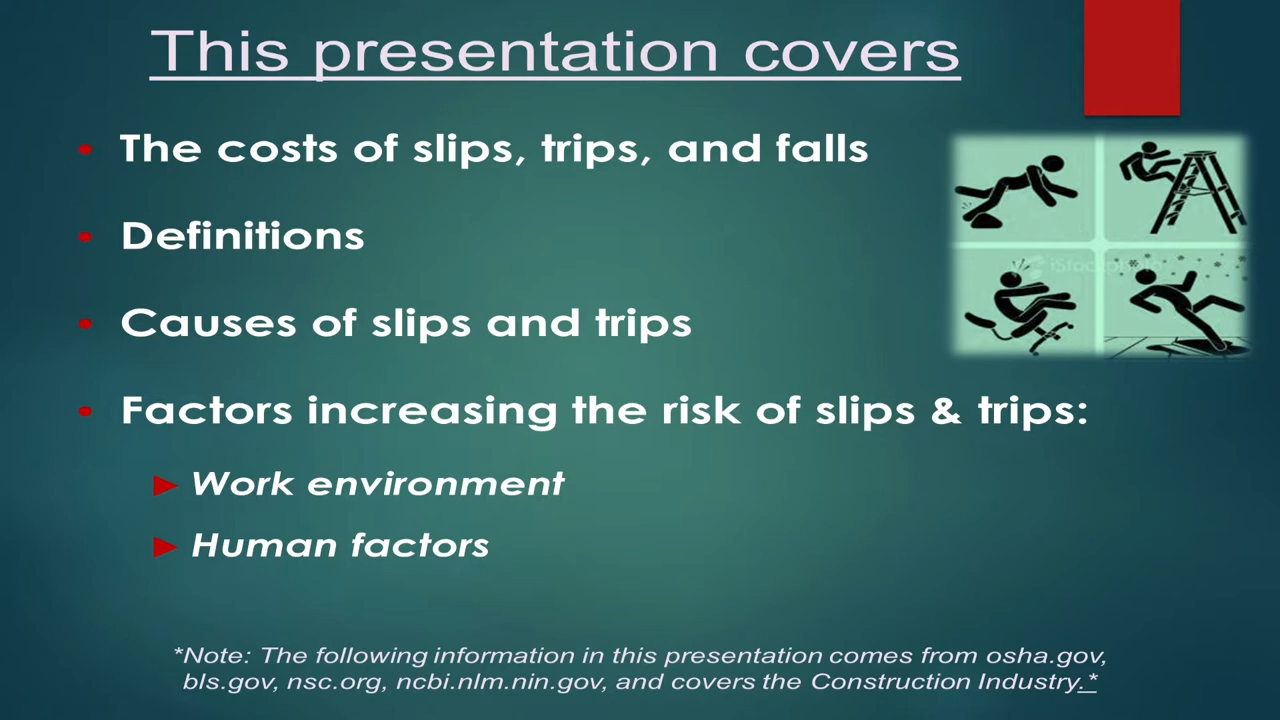 This presentation covers
• The costs of slips, trips, and falls
• Definitions
• Causes of slips and trips
• Factors increasing the risk of slips & trips:
► Work environment
► Human factors
iStockphoto
*Note: The following information in this presentation comes from osha.gov,
bls.gov, nsc.org, ncbi.nlm.nin.gov, and covers the Construction Industry.*